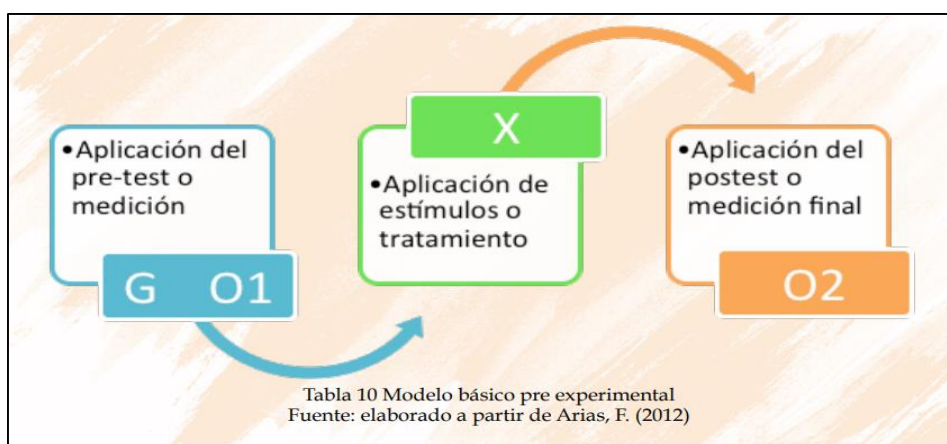 •Aplicación del
pre-test o
medición
G O1
X
•Aplicación de
estímulos o
tratamiento
•Aplicación del
postest o
medición final
O2
Tabla 10 Modelo básico pre experimental
Fuente: elaborado a partir de Arias, F. (2012)